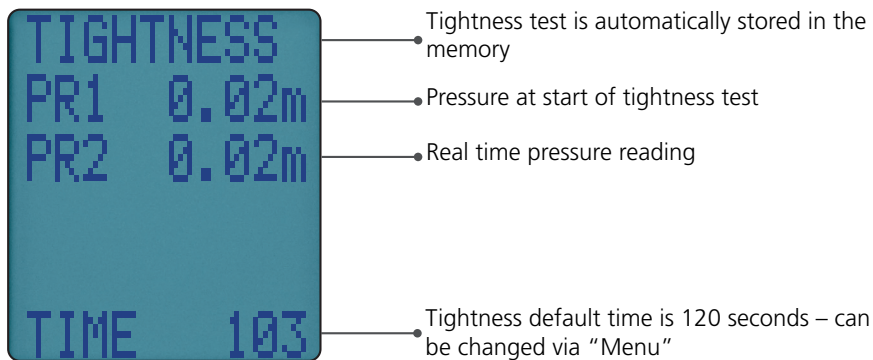 TIGHTNESS
Tightness test is automatically stored in the
memory
PR1 0.02m
Pressure at start of tightness test
PR2 0.02m
Real time pressure reading
TIME 103
Tightness default time is 120 seconds – can
be changed via “Menu”